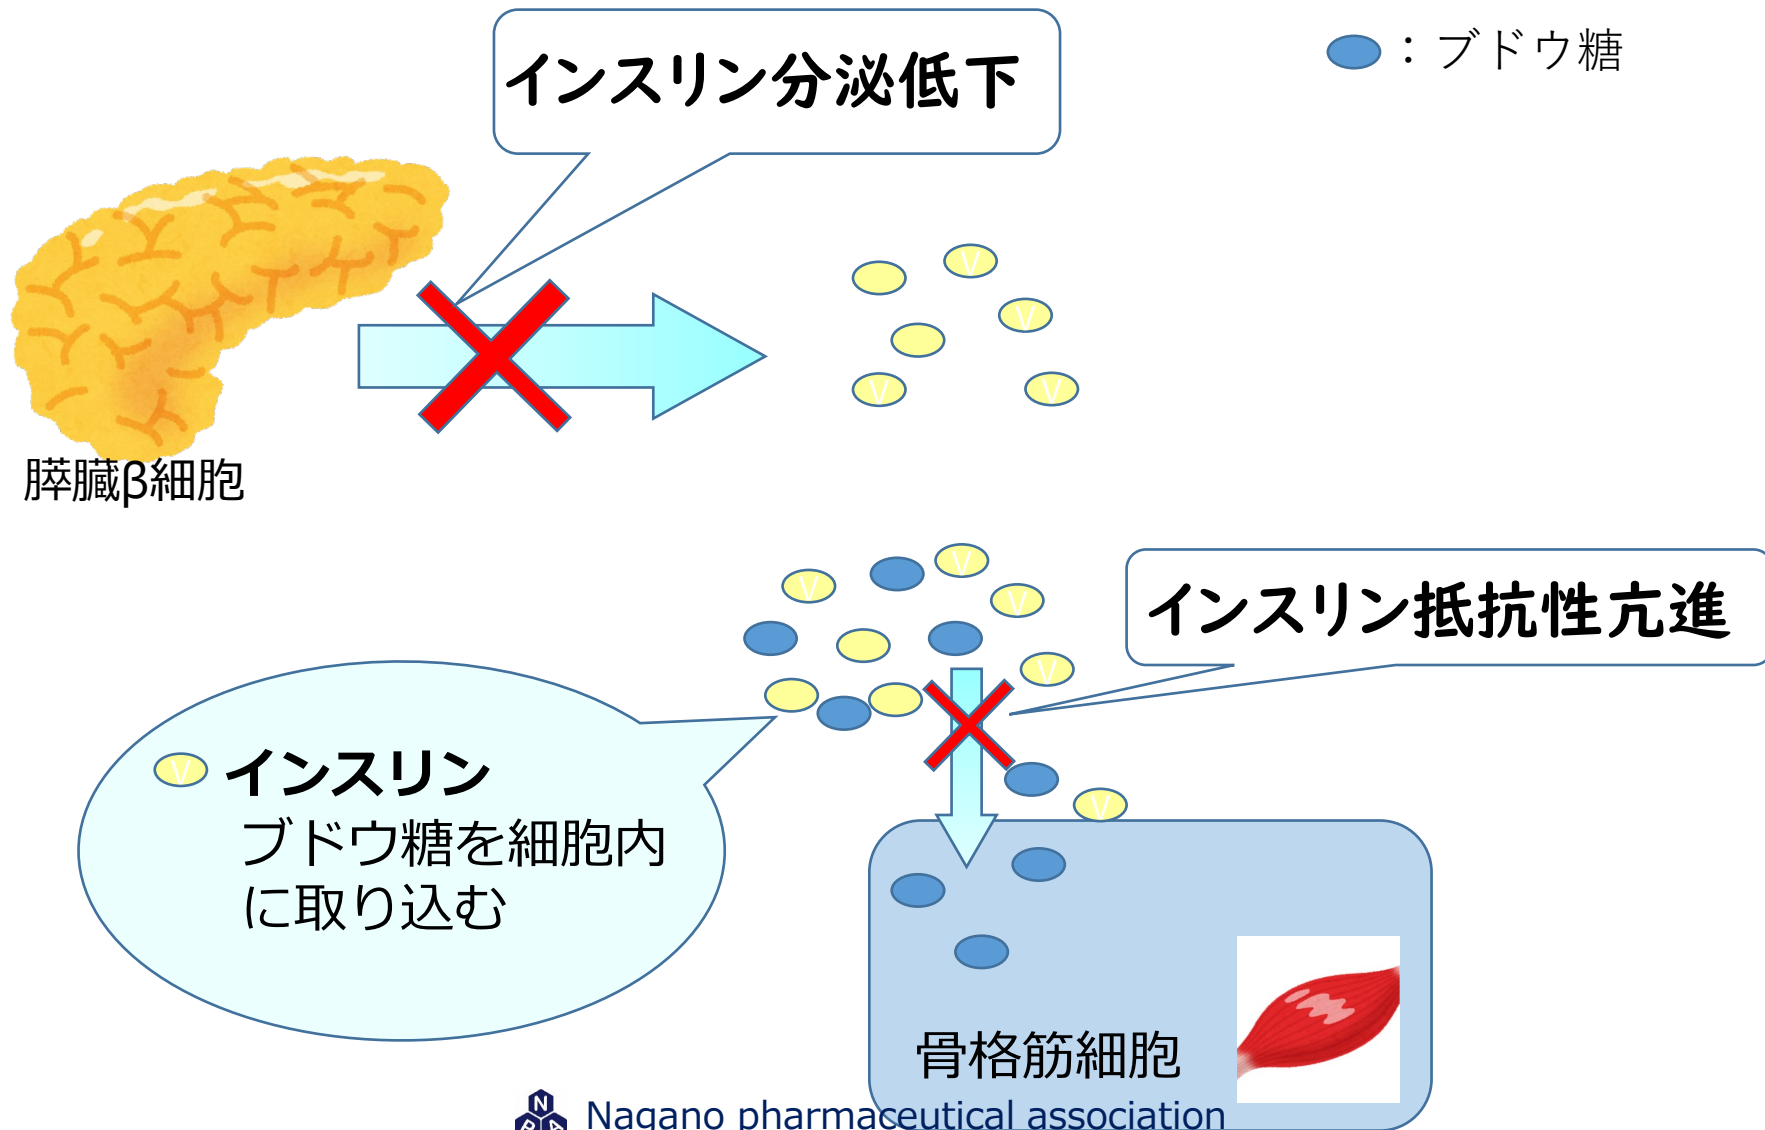 インスリン分泌低下
：ブドウ糖
V
V
V
V
膵臓β細胞
V
V
V
インスリン抵抗性亢進
V
V インスリン
ブドウ糖を細胞内
に取り込む
V
骨格筋細胞
N
P A
Nagano pharmaceutical association